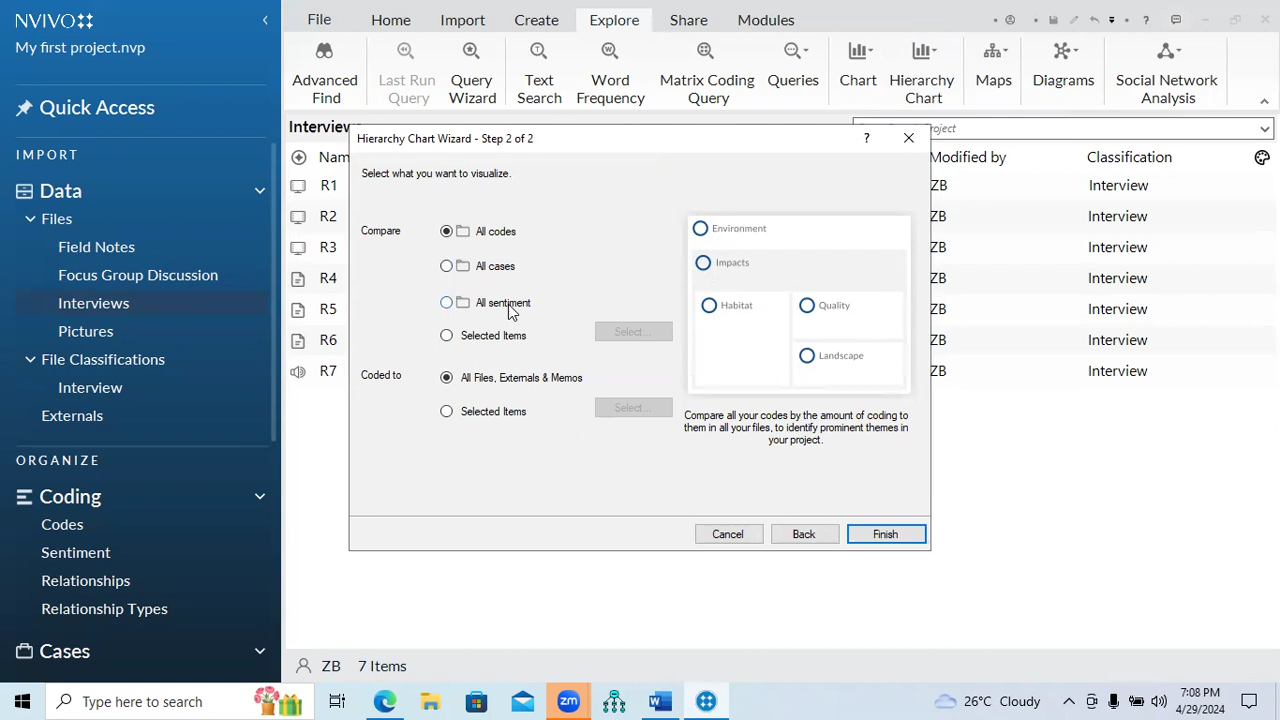 NVIVO
My first project.nvp
Quick Access
IMPORT
Data
Files
Field Notes
Focus Group Discussion
Interviews
Pictures
File Classifications
Interview
Externals
ORGANIZE
Coding
Codes
Sentiment
Relationships
Relationship Types
Cases
File Home Import Create Explore Share Modules
Advanced Find
Last Run Query
Query Wizard
Text Search
Word Frequency
Matrix Coding Query
Queries
Chart
Hierarchy Chart
Maps
Diagrams
Social Network Analysis
Interviews
Project
Modified by Classification
R1 ZB Interview
R2 ZB Interview
R3 ZB Interview
R4 ZB Interview
R5 ZB Interview
R6 ZB Interview
R7 ZB Interview
Hierarchy Chart Wizard - Step 2 of 2
?
Select what you want to visualize.
Compare
All codes
All cases
All sentiment
Selected Items Select...
Coded to
All Files, Externals & Memos
Selected Items Select...
Environment
Impacts
Habitat
Quality
Landscape
Compare all your codes by the amount of coding to
them in all your files, to identify prominent themes in
your project.
Cancel Back Finish
ZB 7 Items
Type here to search
zm
26°C Cloudy
7:08 PM
4/29/2024